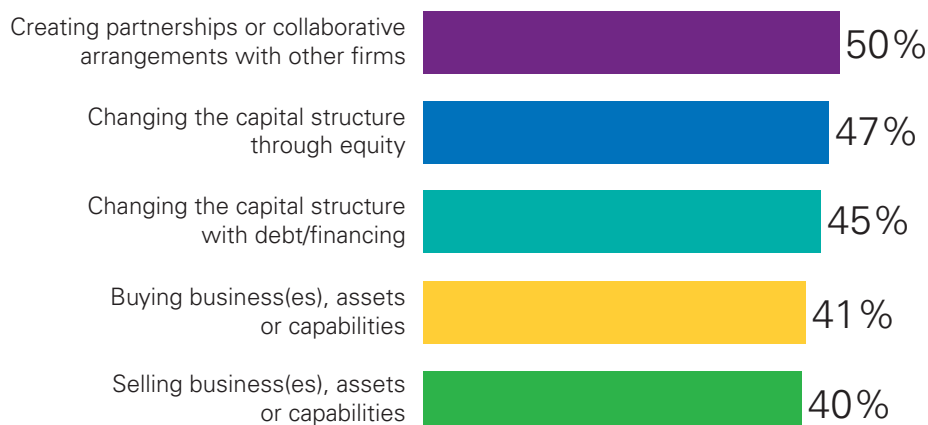 Creating partnerships or collaborative
arrangements with other firms
50%
Changing the capital structure
through equity
47%
Changing the capital structure
with debt/financing
45%
Buying business(es), assets
or capabilities
41%
Selling business(es), assets
or capabilities
40%